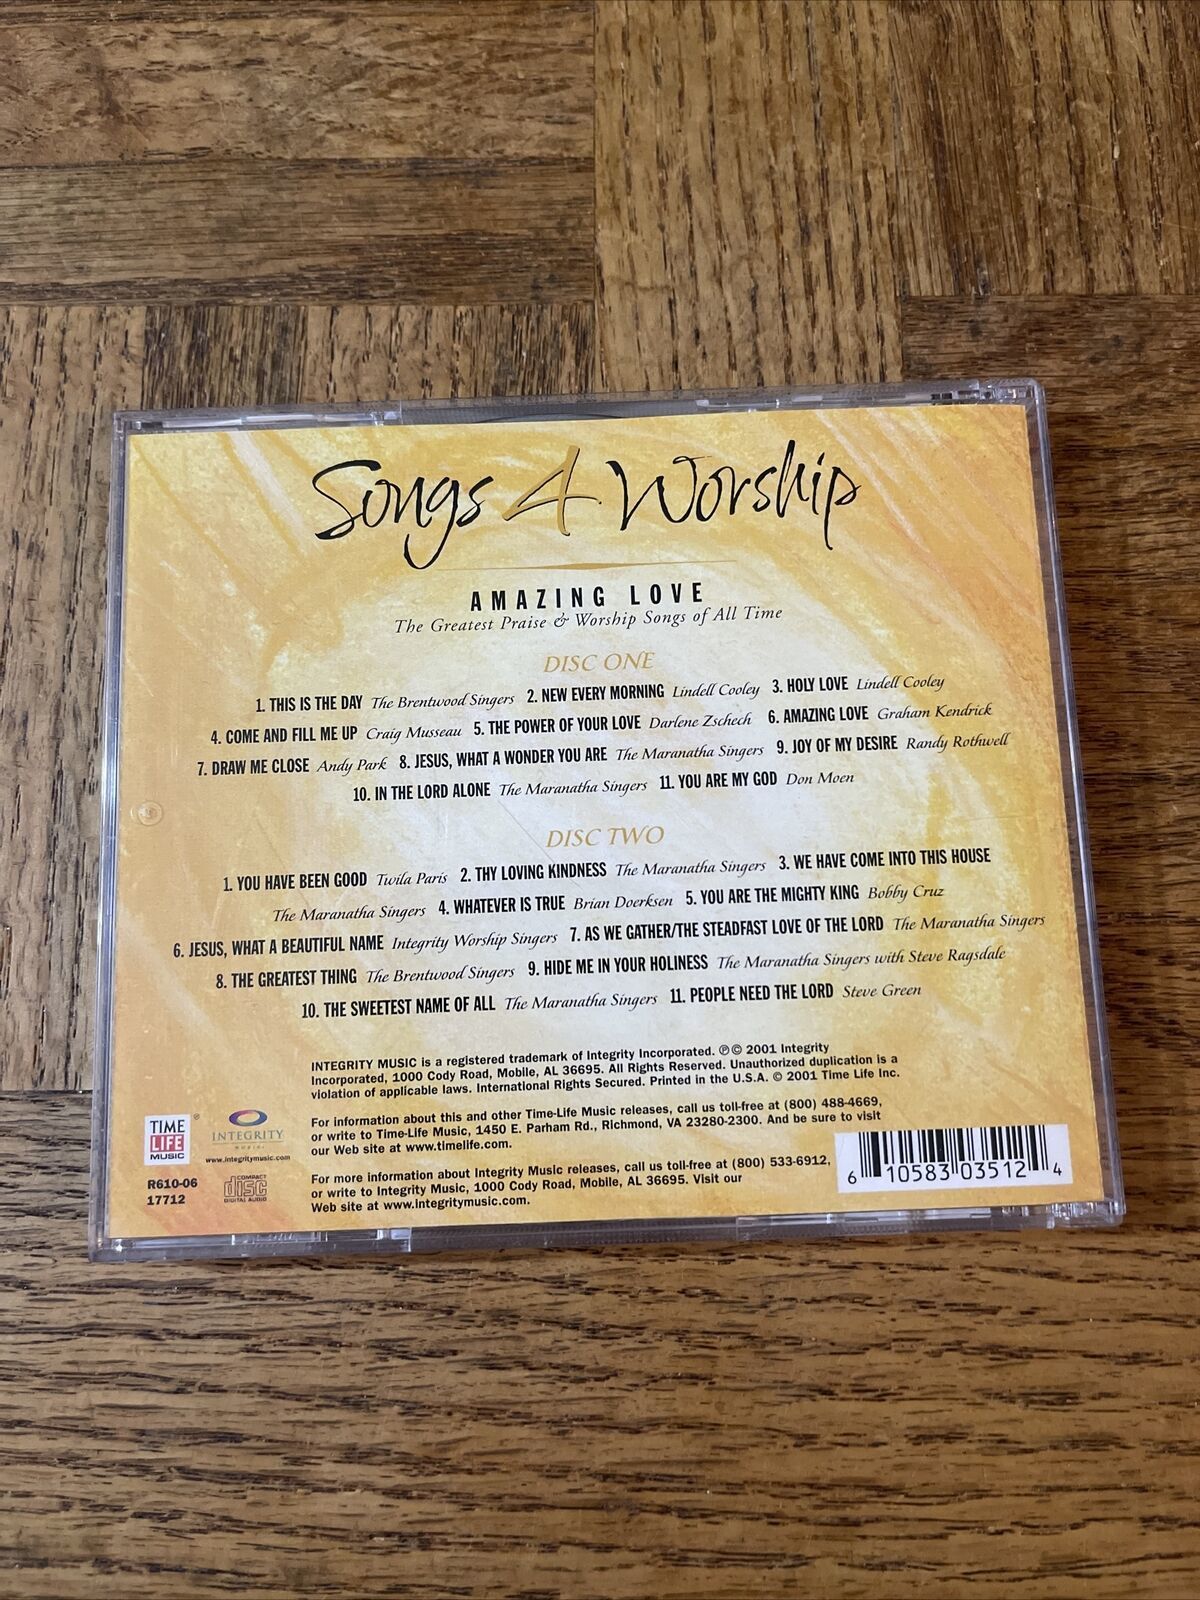 Songs 4 Worship
AMAZING LOVE
The Greatest Praise & Worship Songs of All Time
DISC ONE
1. THIS IS THE DAY The Brentwood Singers 2. NEW EVERY MORNING Lindell Cooley 3. HOLY LOVE Lindell Cooley
4. COME AND FILL ME UP Craig Musseau 5. THE POWER OF YOUR LOVE Darlene Zschech 6. AMAZING LOVE Graham Kendrick
7. DRAW ME CLOSE Andy Park 8. JESUS, WHAT A WONDER YOU ARE The Maranatha Singers 9. JOY OF MY DESIRE Randy Rothwell
10. IN THE LORD ALONE The Maranatha Singers 11. YOU ARE MY GOD Don Moen
DISC TWO
1. YOU HAVE BEEN GOOD Twila Paris 2. THY LOVING KINDNESS The Maranatha Singers 3. WE HAVE COME INTO THIS HOUSE
The Maranatha Singers 4. WHATEVER IS TRUE Brian Doerksen 5. YOU ARE THE MIGHTY KING Bobby Cruz
6. JESUS, WHAT A BEAUTIFUL NAME Integrity Worship Singers 7. AS WE GATHER/THE STEADFAST LOVE OF THE LORD The Maranatha Singers
8. THE GREATEST THING The Brentwood Singers 9. HIDE ME IN YOUR HOLINESS The Maranatha Singers with Steve Ragsdale
10. THE SWEETEST NAME OF ALL The Maranatha Singers 11. PEOPLE NEED THE LORD Steve Green
INTEGRITY MUSIC is a registered trademark of Integrity Incorporated. ℗© 2001 Integrity
Incorporated, 1000 Cody Road, Mobile, AL 36695. All Rights Reserved. Unauthorized duplication is a
violation of applicable laws. International Rights Secured. Printed in the U.S.A. © 2001 Time Life Inc.
For information about this and other Time-Life Music releases, call us toll-free at (800) 488-4669,
or write to Time-Life Music, 1450 E. Parham Rd., Richmond, VA 23280-2300. And be sure to visit
our Web site at www.timelife.com.
For more information about Integrity Music releases, call us toll-free at (800) 533-6912,
or write to Integrity Music, 1000 Cody Road, Mobile, AL 36695. Visit our
Web site at www.integritymusic.com.
TIME ®
LIFE
MUSIC
INTEGRITY
MUSIC
www.integritymusic.com
R610-06
17712
COMPACT
disc
DIGITAL AUDIO
6 10583 03512 4